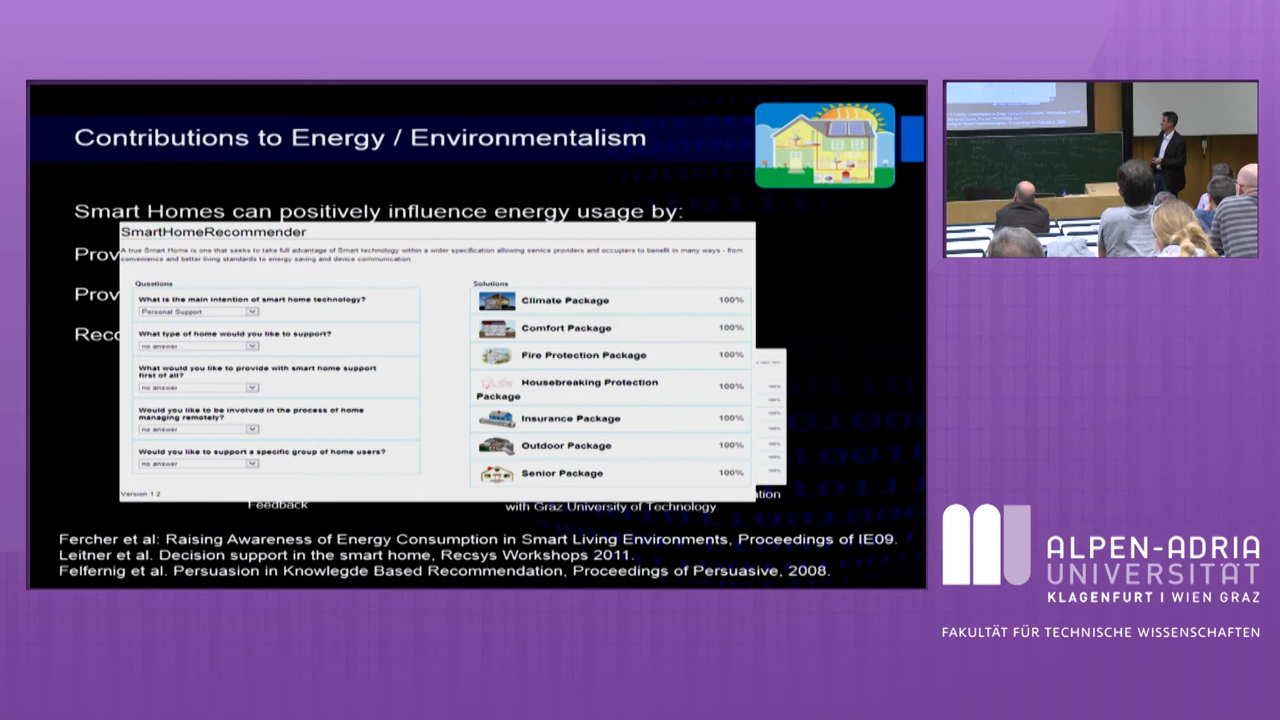 Contributions to Energy / Environmentalism
Smart Homes can positively influence energy usage by:
Prov
Prov
Reco
SmartHomeRecommender
A true Smart Home is one that seeks to take full advantage of Smart technology within a wider specification allowing service providers and occupiers to benefit in many ways - from
convenience and better living standards to energy saving and device communication.
Questions
What is the main intention of smart home technology?
Personal Support
What type of home would you like to support?
no answer
What would you like to provide with smart home support
first of all?
no answer
Would you like to be involved in the process of home
managing remotely?
no answer
Would you like to support a specific group of home users?
no answer
Version 1.2
Solutions
Climate Package 100%
Comfort Package 100%
Fire Protection Package 100%
Housebreaking Protection
Package 100%
Insurance Package 100%
Outdoor Package 100%
Senior Package 100%
100%
100%
100%
100%
100%
100%
100%
Feedback
ation
with Graz University of Technology
Fercher et al: Raising Awareness of Energy Consumption in Smart Living Environments, Proceedings of IE09.
Leitner et al. Decision support in the smart home, Recsys Workshops 2011.
Felfernig et al. Persuasion in Knowlegde Based Recommendation, Proceedings of Persuasive, 2008.
ALPEN-ADRIA
UNIVERSITÄT
KLAGENFURT I WIEN GRAZ
FAKULTÄT FÜR TECHNISCHE WISSENSCHAFTEN